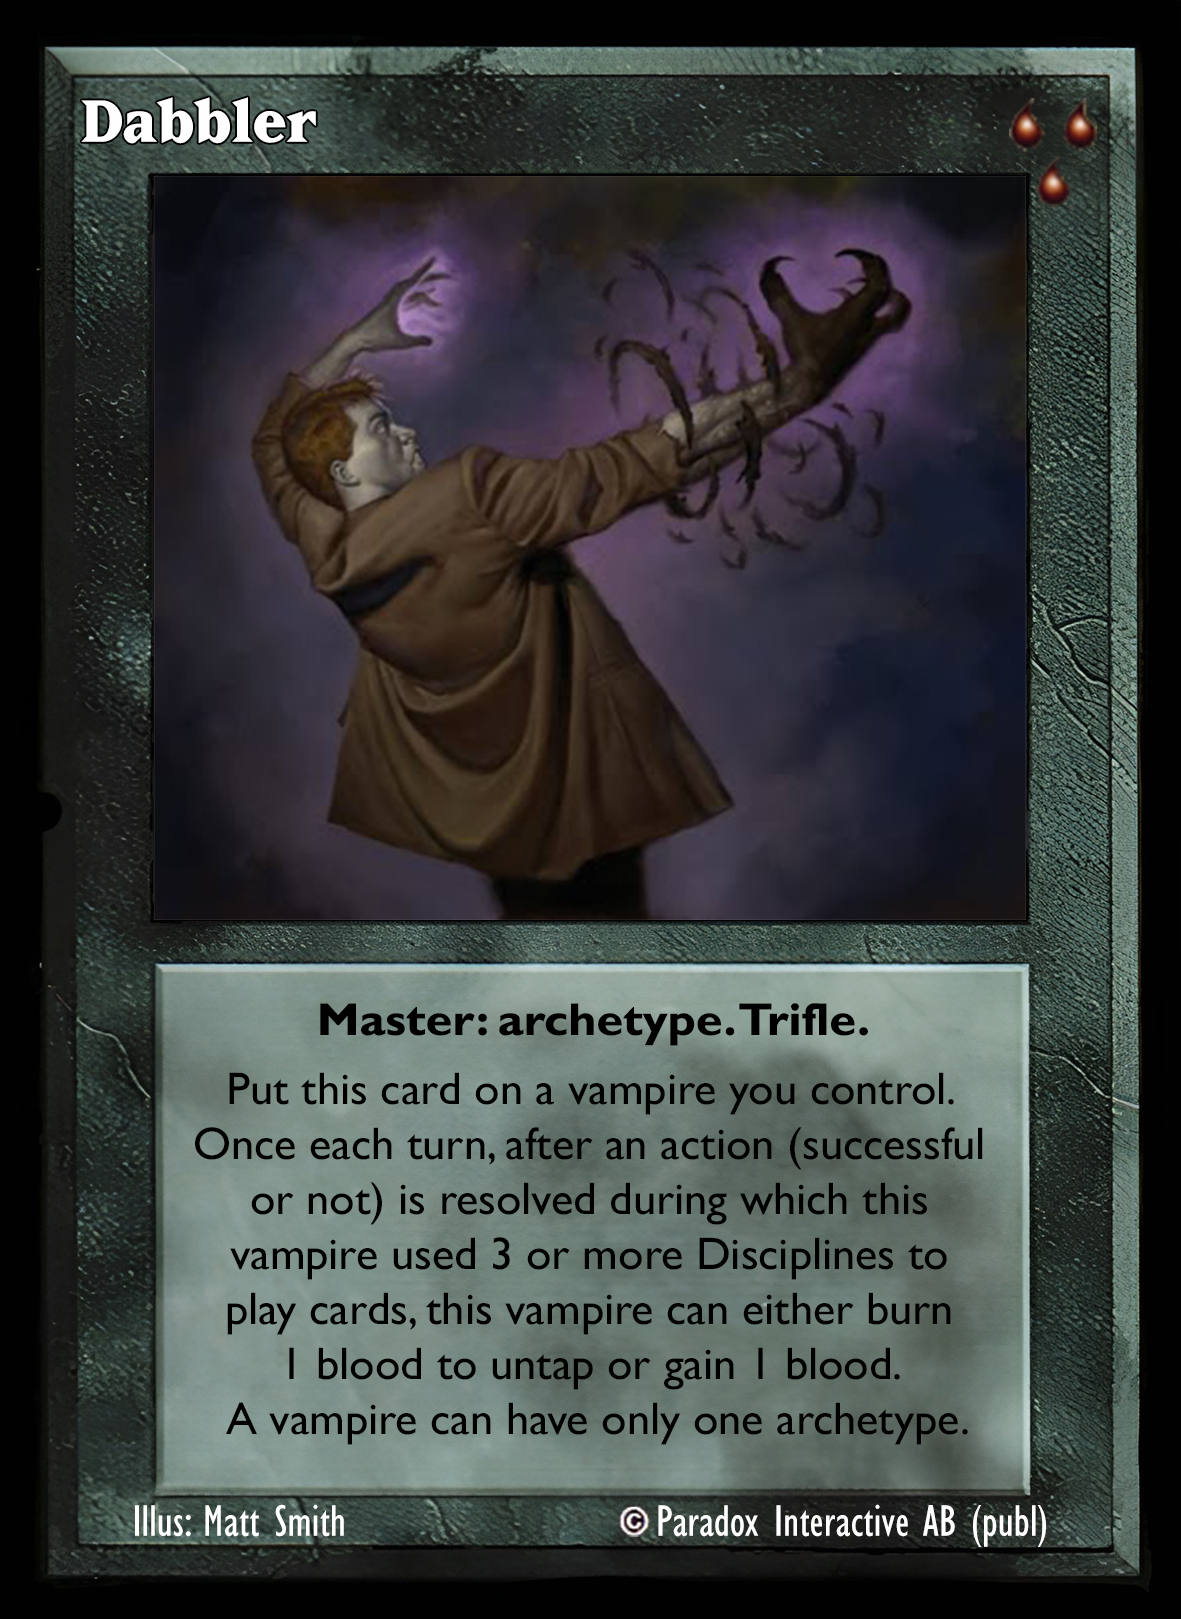 Dabbler
Master: archetype. Trifle.
Put this card on a vampire you control.
Once each turn, after an action (successful
or not) is resolved during which this
vampire used 3 or more Disciplines to
play cards, this vampire can either burn
1 blood to untap or gain 1 blood.
A vampire can have only one archetype.
Illus: Matt Smith
© Paradox Interactive AB (publ)